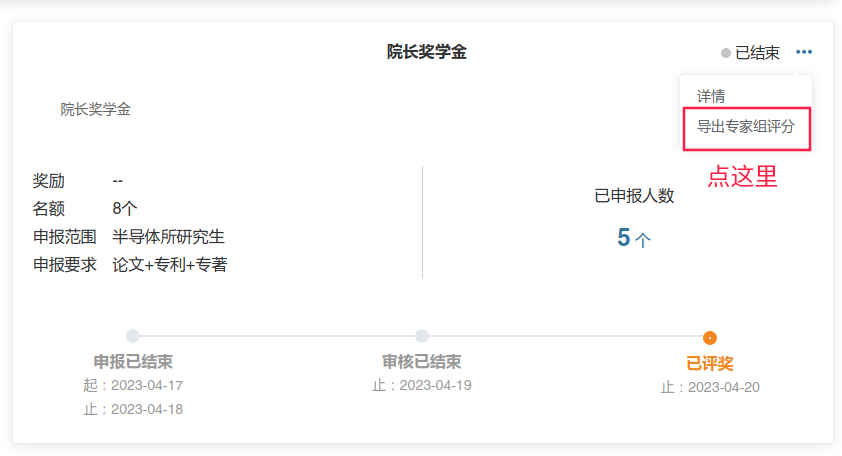 院长奖学金
已结束 •••
详情
院长奖学金
导出专家组评分
点这里
奖励 --
名额 8个
申报范围 半导体所研究生
申报要求 论文+专利+专著
已申报人数
5 个
申报已结束
起：2023-04-17
止：2023-04-18
审核已结束
止：2023-04-19
已评奖
止：2023-04-20